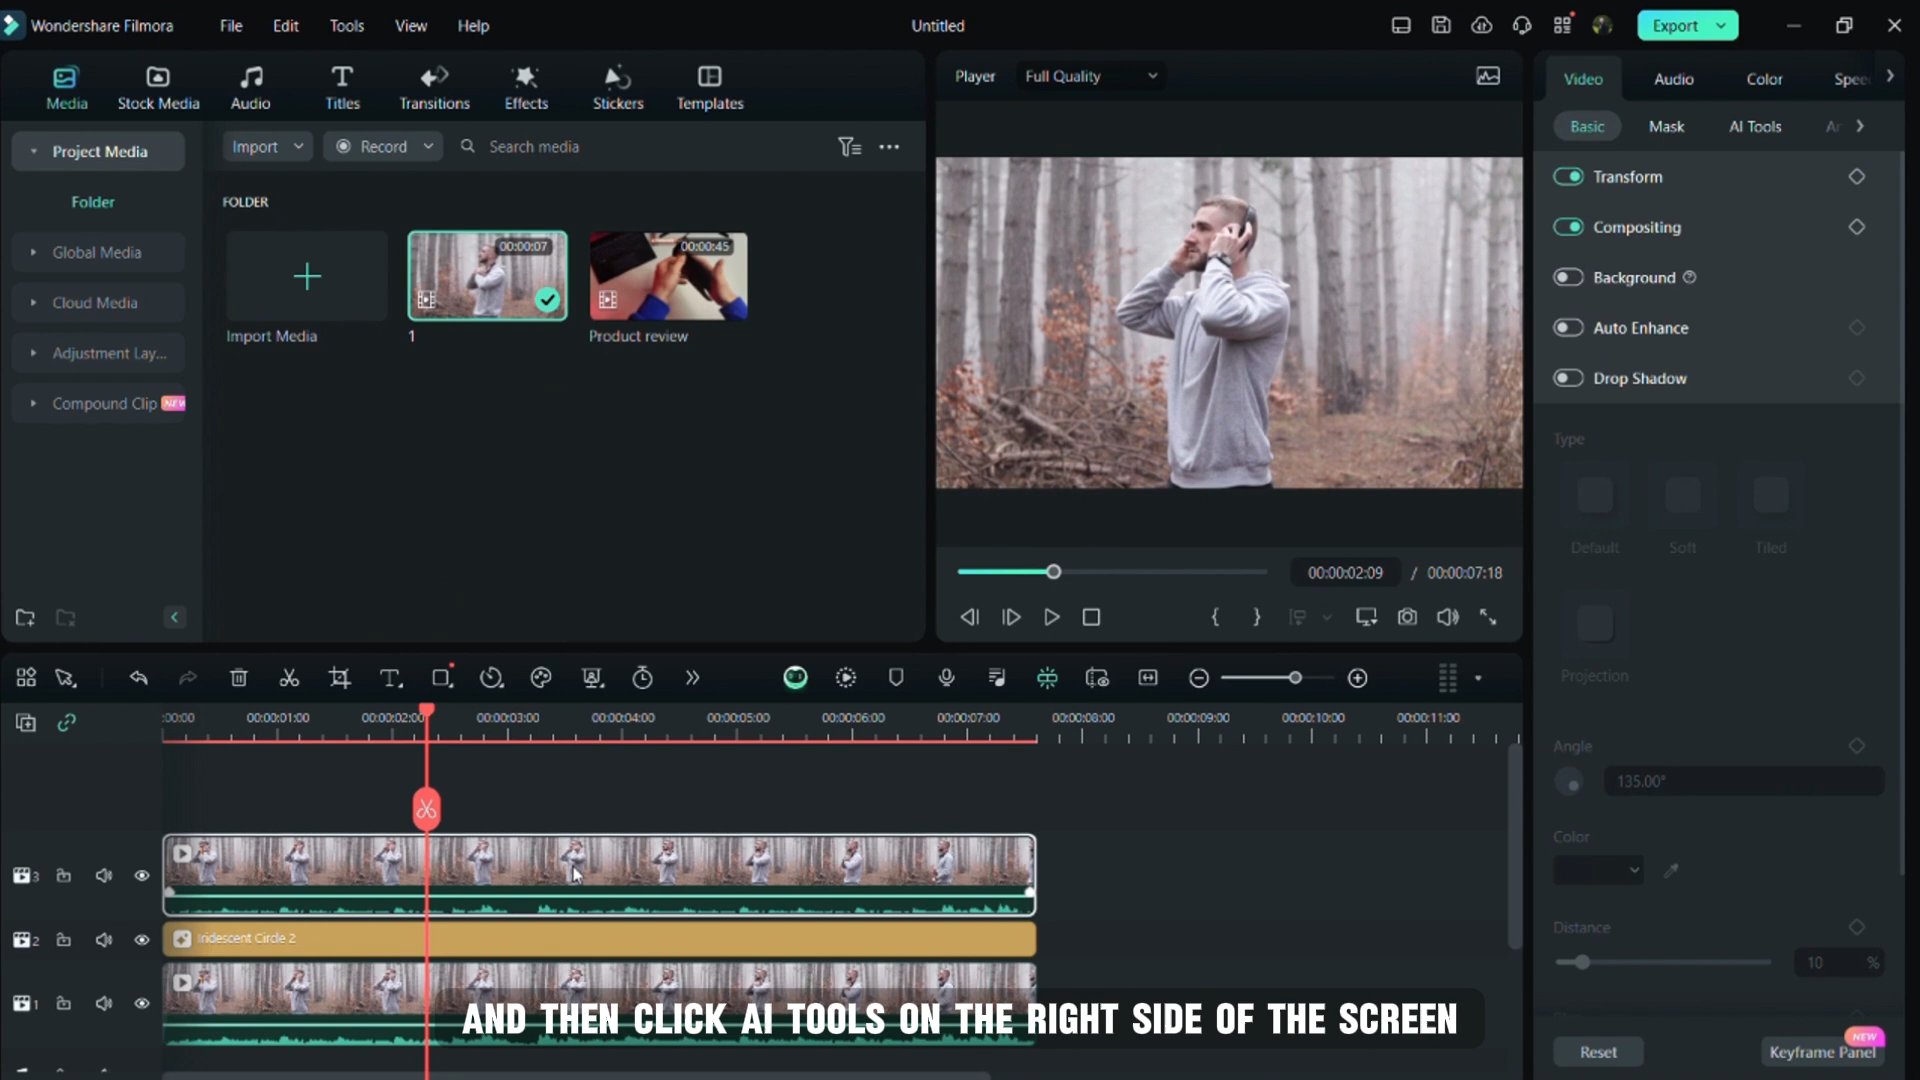 Wondershare Filmora
File
Edit
Tools
View
Help
Untitled
Export
Media
Stock Media
Audio
Titles
Transitions
Effects
Stickers
Templates
Player
Full Quality
Video
Audio
Color
Basic
Mask
AI Tools
Project Media
Folder
Global Media
Cloud Media
Adjustment Lay...
Compound Clip NEW
Import
Record
Search media
FOLDER
00:00:07
00:00:45
Import Media
1
Product review
Transform
Compositing
Background
Auto Enhance
Drop Shadow
Type
Default
Soft
Tiled
Projection
Angle
135.00°
Color
Distance
10 %
Reset
Keyframe Panel
NEW
00:00:02:09 / 00:00:07:18
:00:00
00:00:01:00
00:00:02:00
00:00:03:00
00:00:04:00
00:00:05:00
00:00:06:00
00:00:07:00
00:00:08:00
00:00:09:00
00:00:10:00
00:00:11:00
3
2
Iridescent Circle 2
1
AND THEN CLICK AI TOOLS ON THE RIGHT SIDE OF THE SCREEN